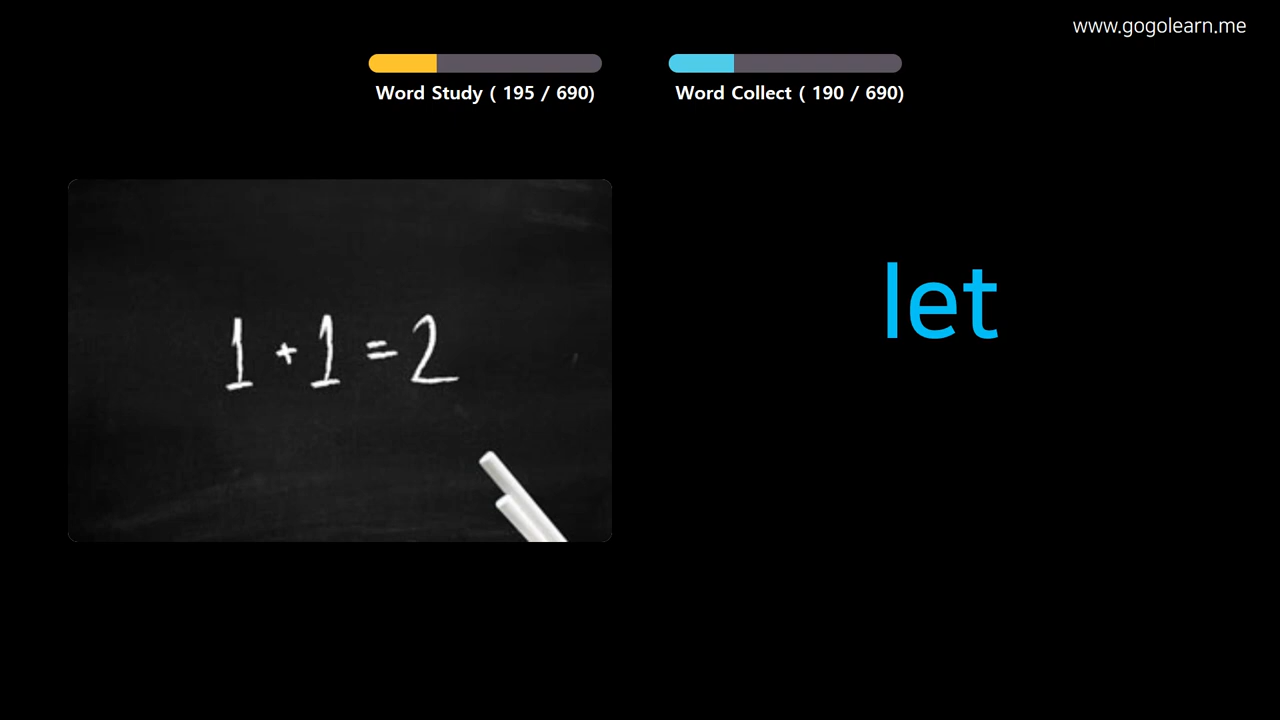 www.gogolearn.me
Word Study ( 195 / 690)
Word Collect ( 190 / 690)
let
1 + 1 = 2